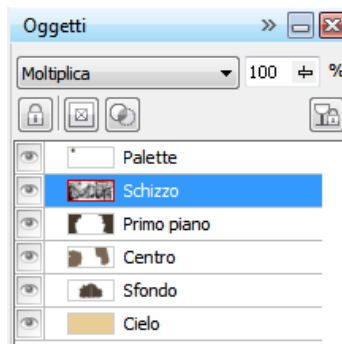 Oggetti
Moltiplica 100 %
Palette
Schizzo
Primo piano
Centro
Sfondo
Cielo